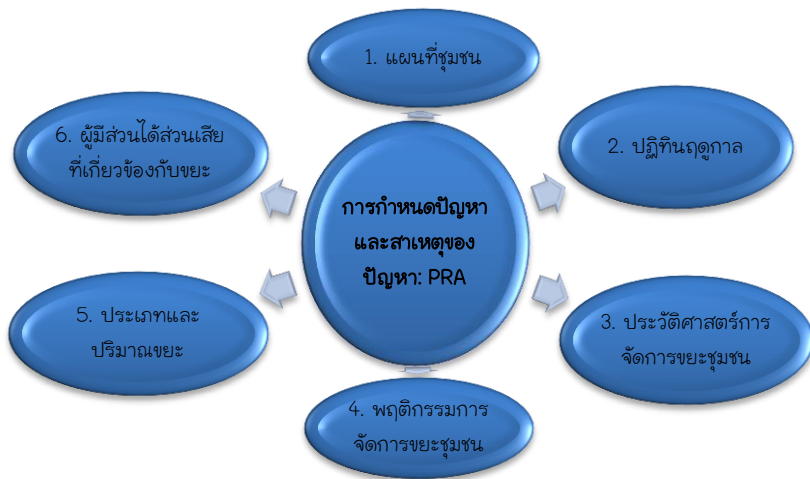 1. แผนที่ชุมชน
2. ปฏิทินฤดูกาล
3. ประวัติศาสตร์การ
จัดการขยะชุมชน
4. พฤติกรรมการ
จัดการขยะชุมชน
5. ประเภทและ
ปริมาณขยะ
6. ผู้มีส่วนได้ส่วนเสีย
ที่เกี่ยวข้องกับขยะ
การกำหนดปัญหา
และสาเหตุของ
ปัญหา: PRA